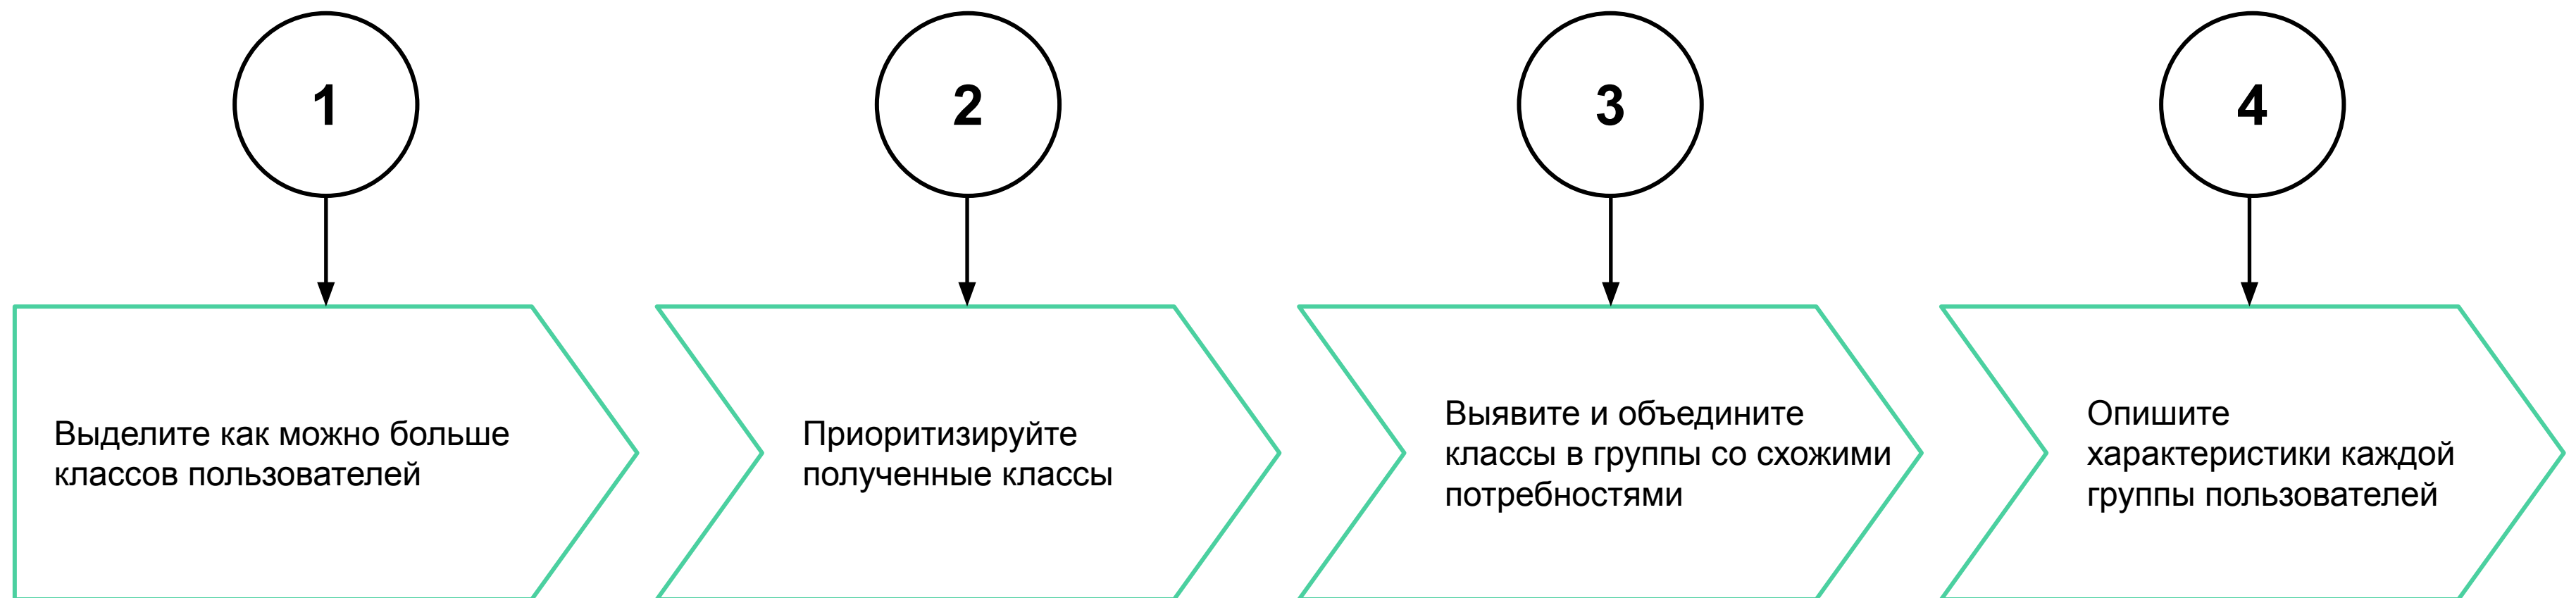 1
2
3
4
Выделите как можно больше
классов пользователей
Приоритизируйте
полученные классы
Выявите и объедините
классы в группы со схожими
потребностями
Опишите
характеристики каждой
группы пользователей